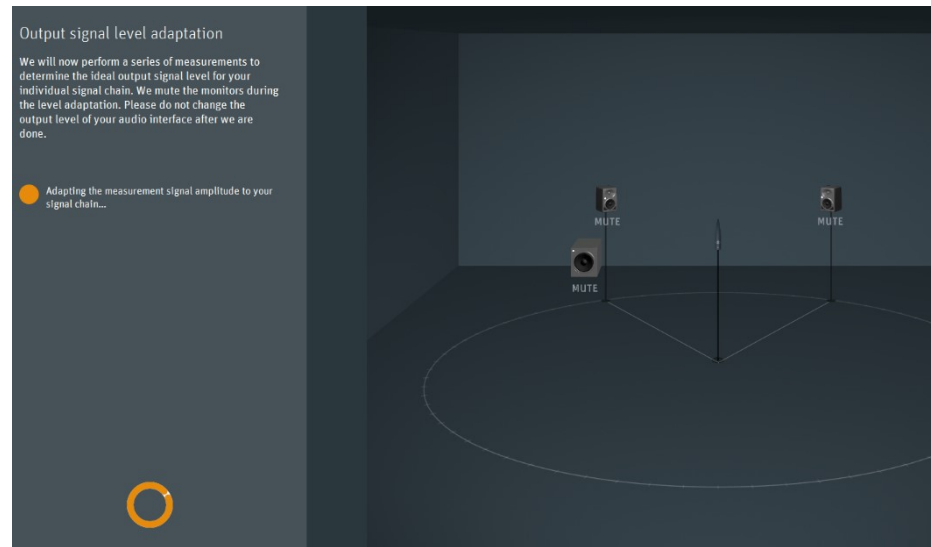 Output signal level adaptation
We will now perform a series of measurements to
determine the ideal output signal level for your
individual signal chain. We mute the monitors during
the level adaptation. Please do not change the
output level of your audio interface after we are
done.
Adapting the measurement signal amplitude to your
signal chain...
MUTE
MUTE
MUTE